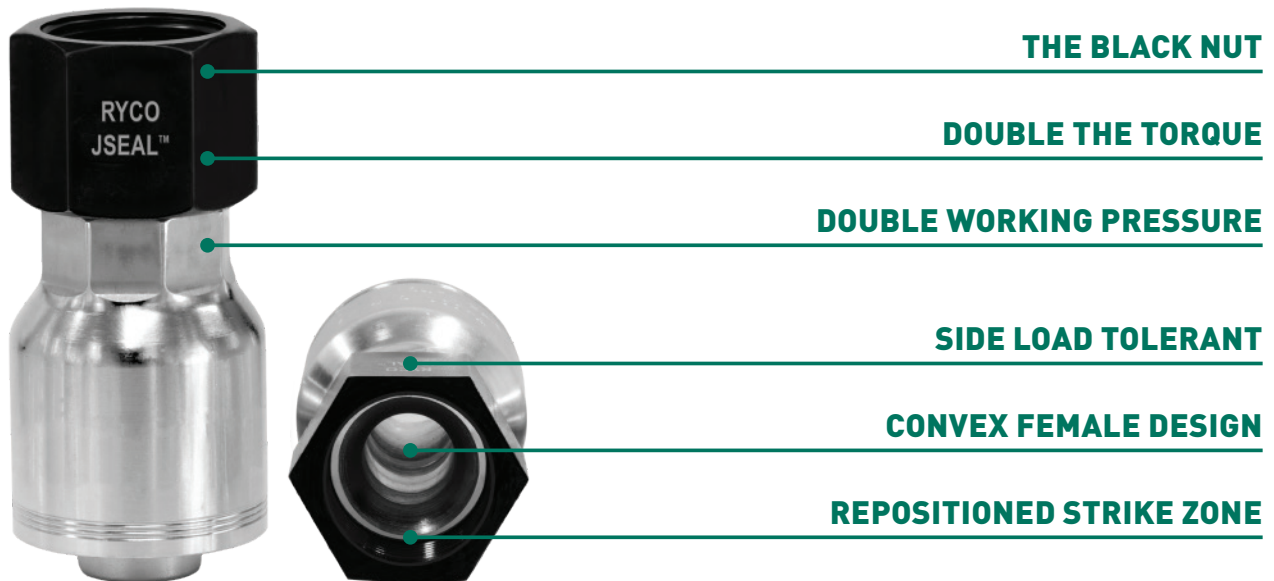 THE BLACK NUT
RYCO
JSEAL™
DOUBLE THE TORQUE
DOUBLE WORKING PRESSURE
SIDE LOAD TOLERANT
CONVEX FEMALE DESIGN
REPOSITIONED STRIKE ZONE